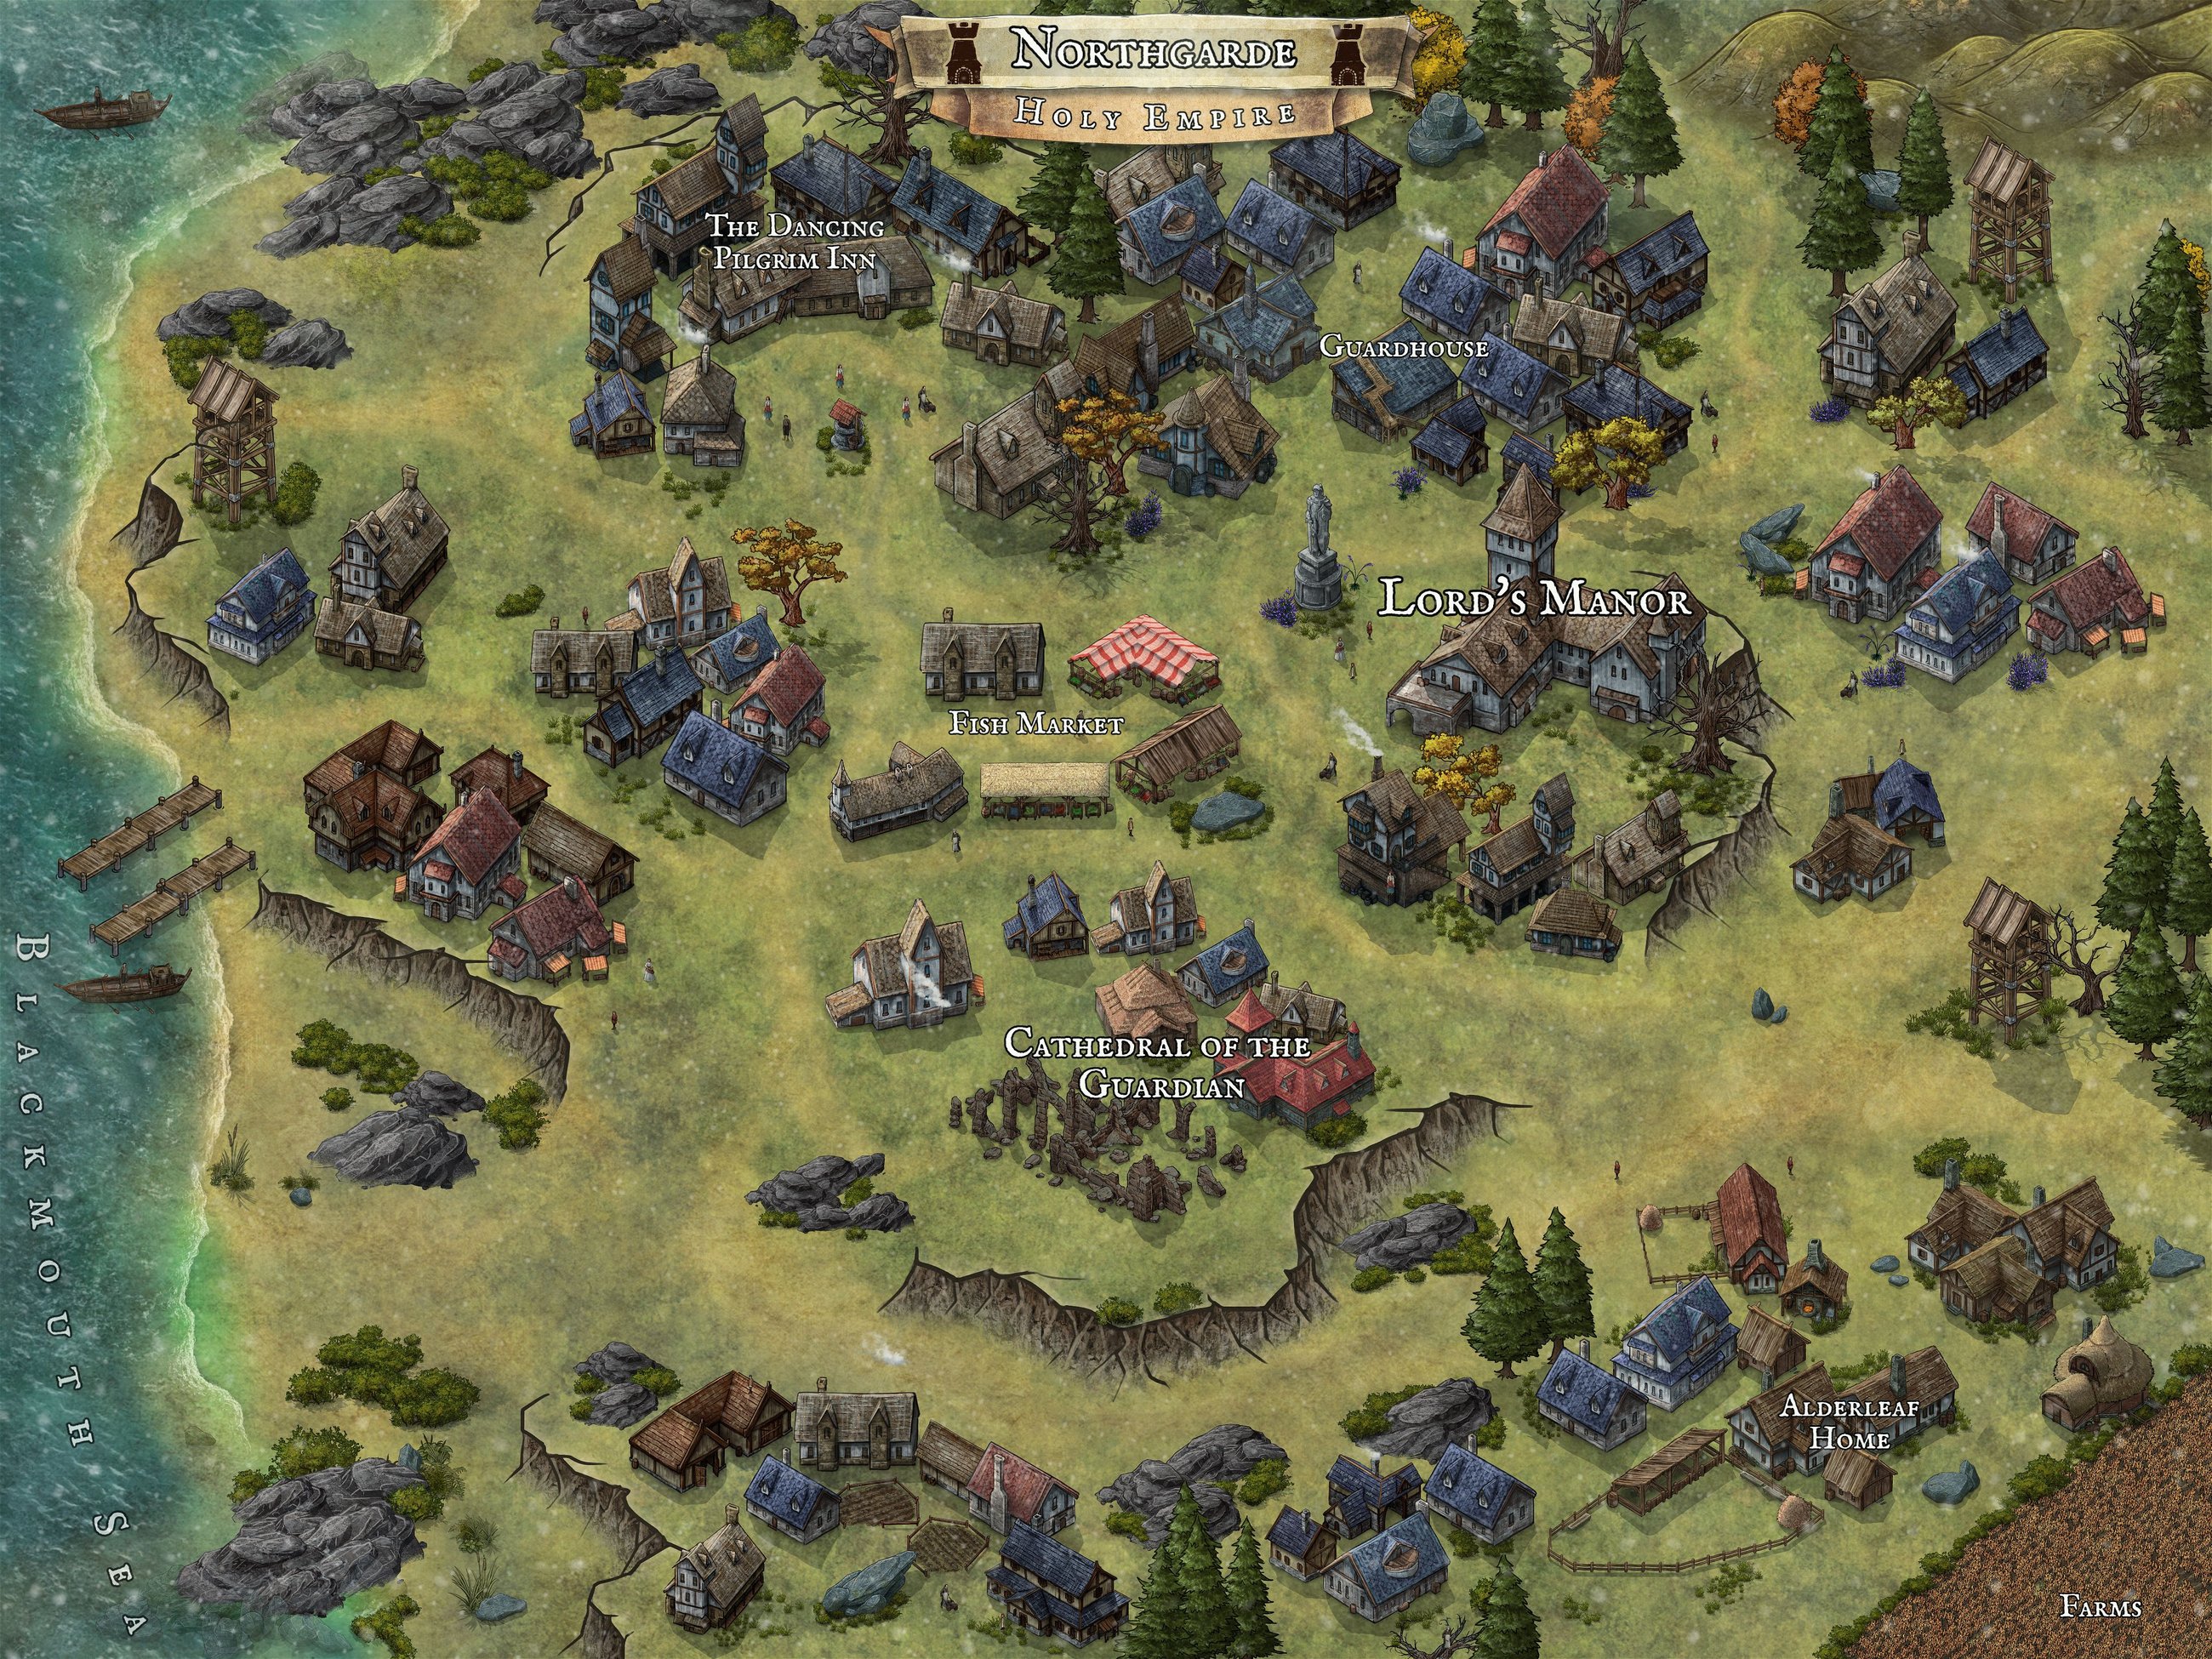 Northgarde
Holy Empire
The Dancing
Pilgrim Inn
Guardhouse
Lord's Manor
Fish Market
Cathedral of the
Guardian
Blackmouth Sea
Alderleaf
Home
Farms